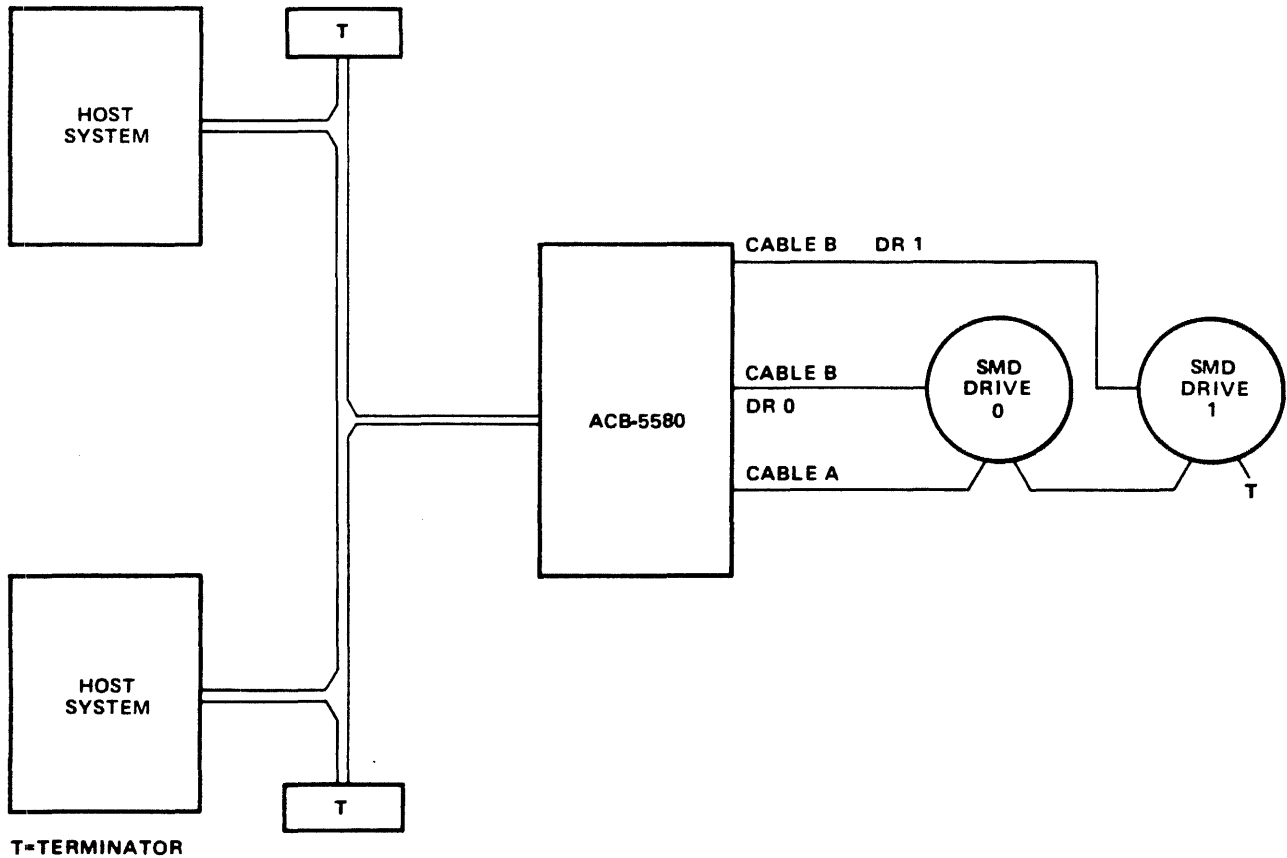 T
HOST
SYSTEM
CABLE B DR 1
CABLE B
DR 0
CABLE A
ACB-5580
SMD
DRIVE
0
SMD
DRIVE
1
T
HOST
SYSTEM
T
T=TERMINATOR